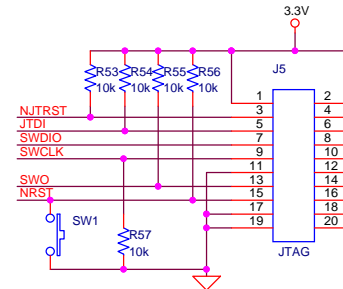 3.3V
R53 R54 R55 R56
10k 10k 10k 10k
J5
1 2
NJTRST 3 4
JTDI 5 6
SWDIO 7 8
SWCLK 9 10
11 12
SWO 13 14
NRST 15 16
17 18
19 20
SW1
R57
10k
JTAG